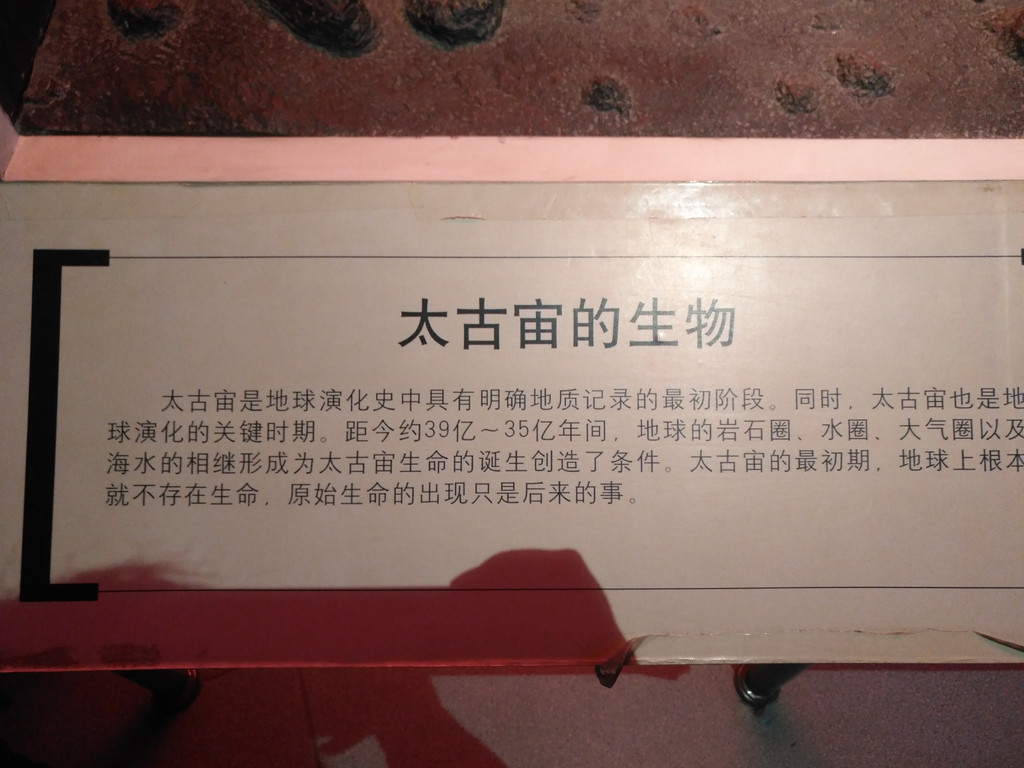 太古宙的生物
太古宙是地球演化史中具有明确地质记录的最初阶段。同时，太古宙也是地
球演化的关键时期。距今约39亿～35亿年间，地球的岩石圈、水圈、大气圈以及
海水的相继形成为太古宙生命的诞生创造了条件。太古宙的最初期，地球上根本
就不存在生命，原始生命的出现只是后来的事。